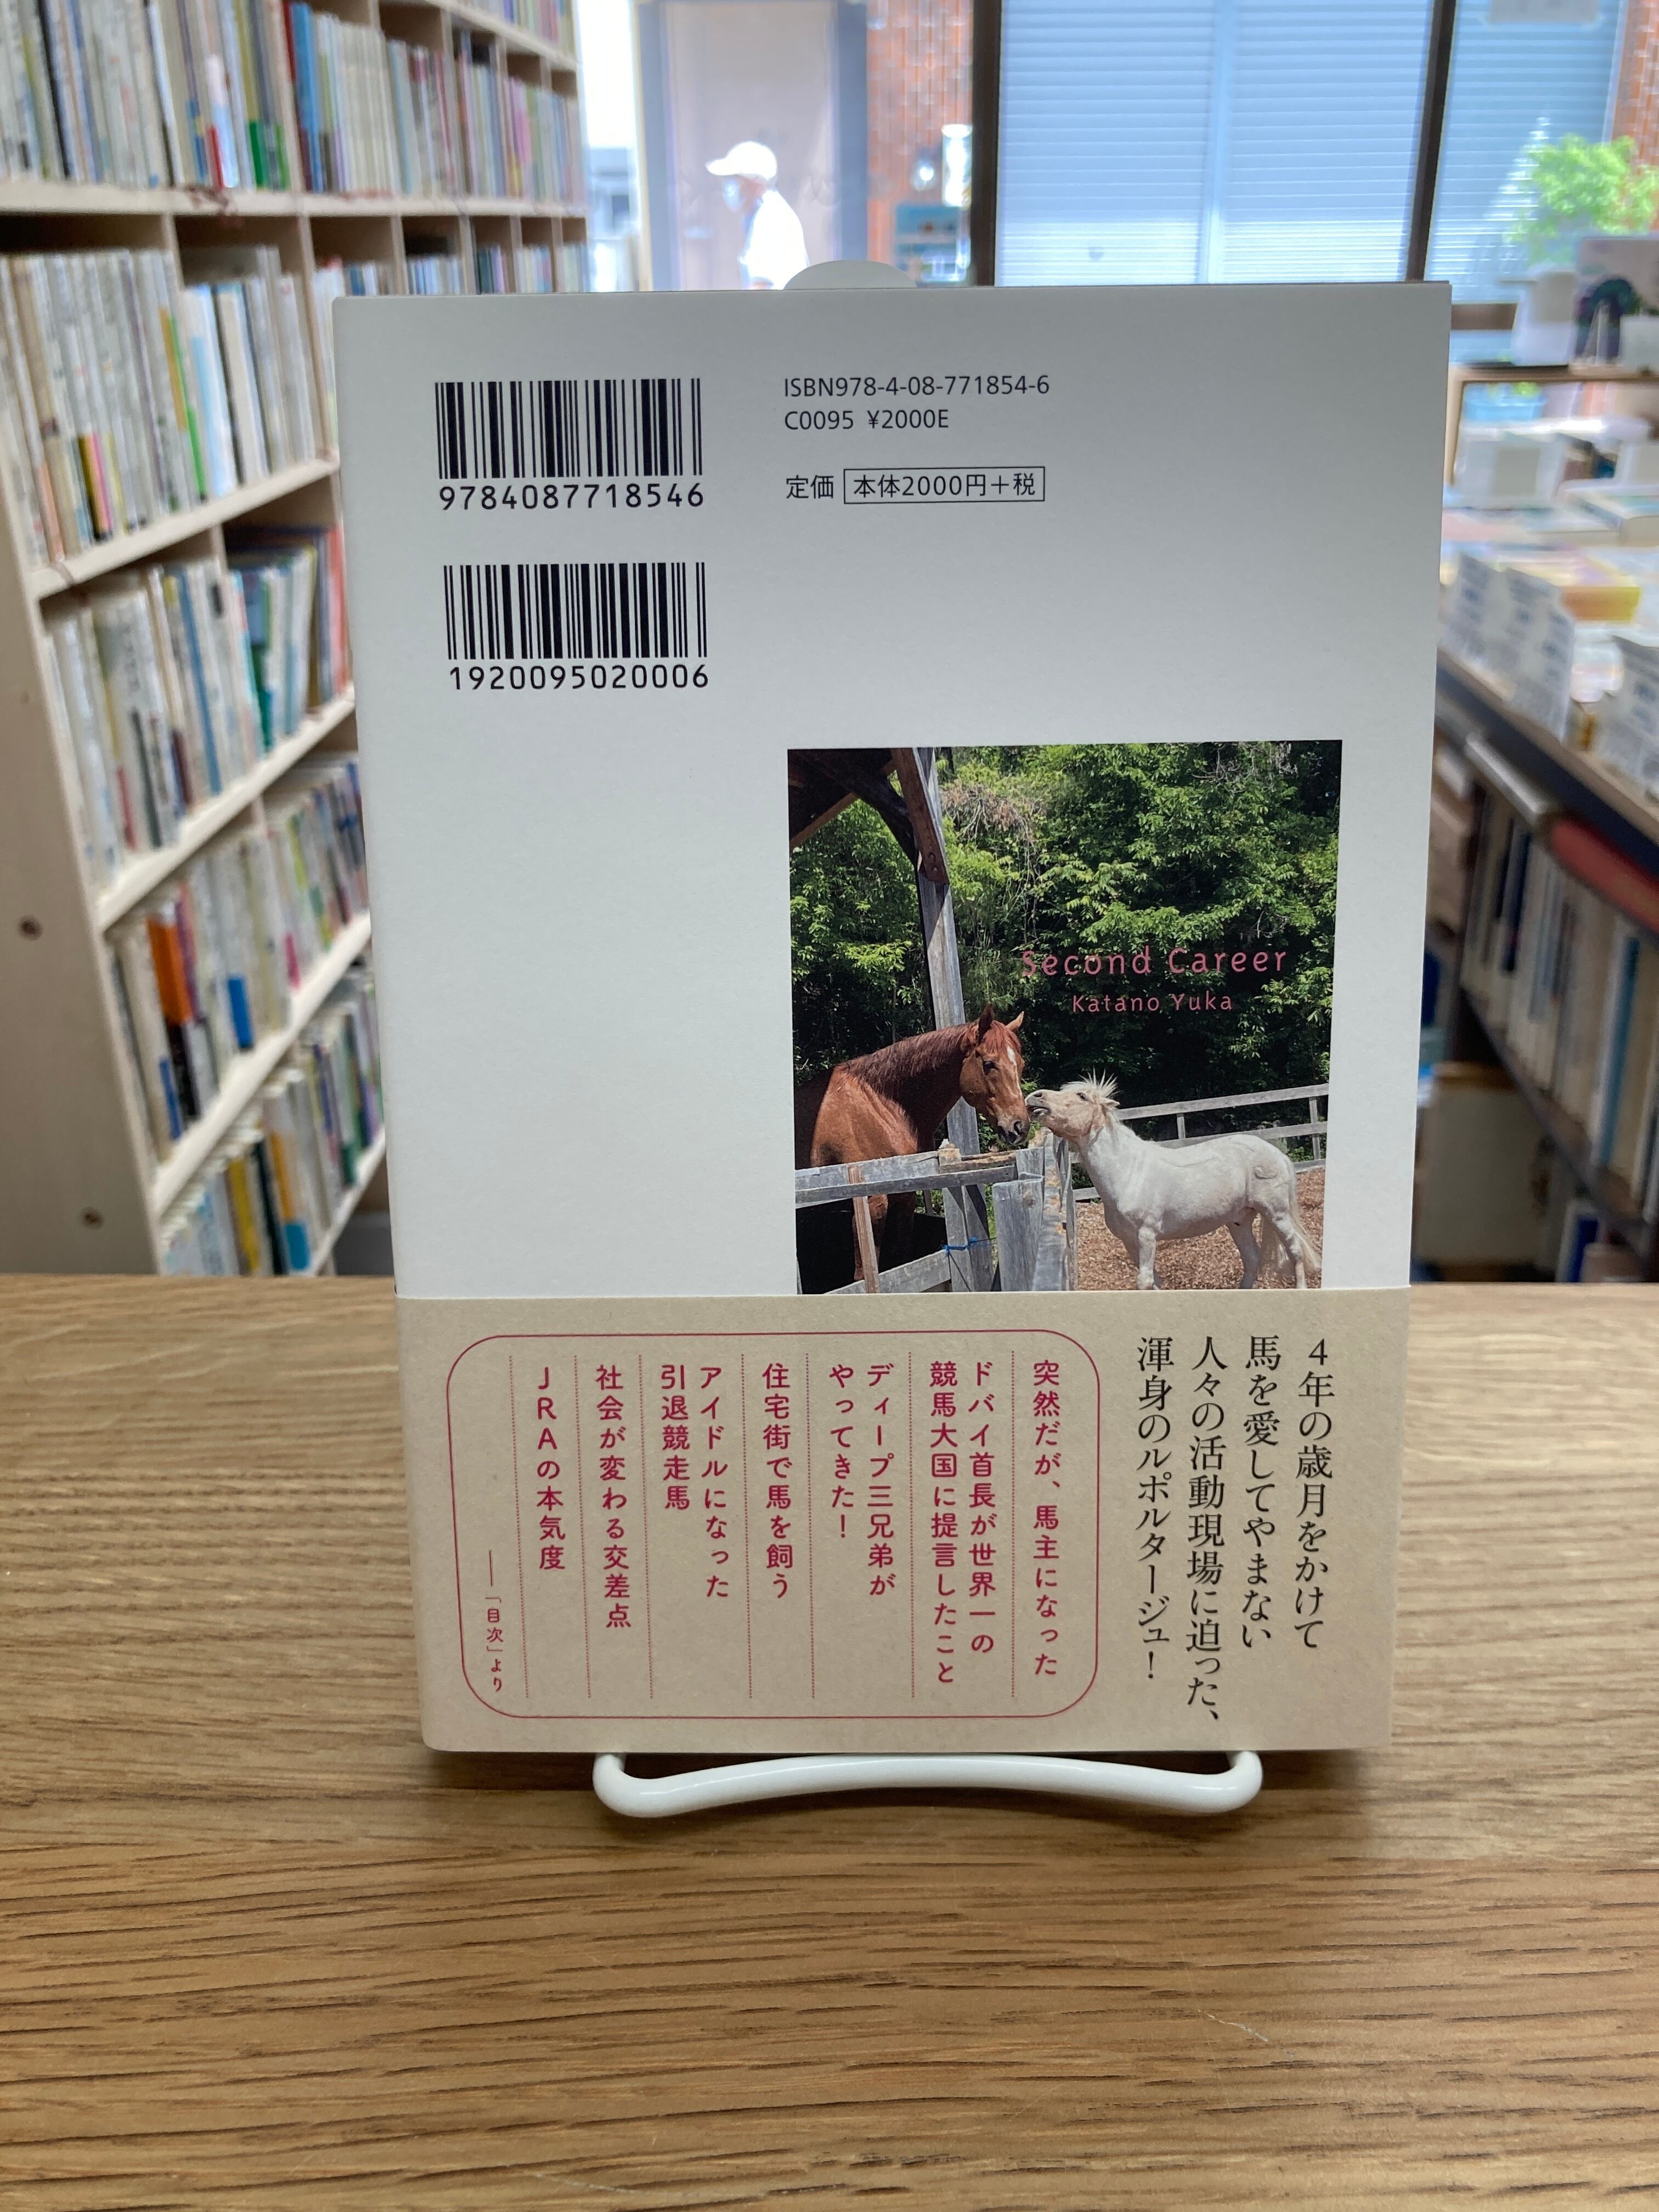 ISBN978-4-08-771854-6
C0095 ¥2000E
定価 本体2000円+税
9784087718546
1920095020006
Second Career
Katano Yuka
4年の歳月をかけて
馬を愛してやまない
人々の活動現場に迫った、
渾身のルポルタージュ!
突然だが、馬主になった
ドバイ首長が世界一の
競馬大国に提言したこと
ディープ三兄弟が
やってきた!
住宅街で馬を飼う
アイドルになった
引退競走馬
社会が変わる交差点
JRAの本気度
——「目次」より